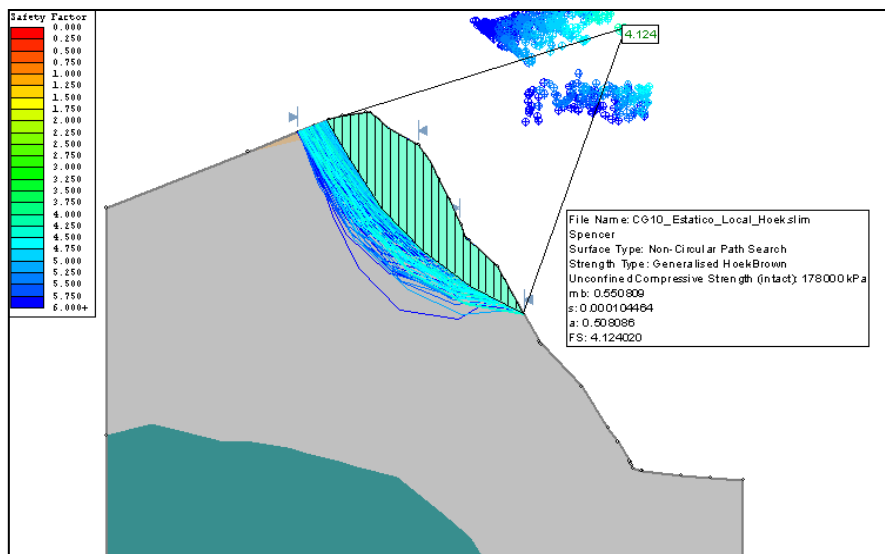 Safety Factor
0.000
0.250
0.500
0.750
1.000
1.250
1.500
1.750
2.000
2.250
2.500
2.750
3.000
3.250
3.500
3.750
4.000
4.250
4.500
4.750
5.000
5.250
5.500
5.750
6.000+
4.124
File Name: CG10_Estatico_Local_Hoek.slim
Spencer
Surface Type: Non-Circular Path Search
Strength Type: Generalised HoekBrown
Unconfined Compressive Strength (intact): 178000 kPa
mb: 0.550809
s: 0.000104464
a: 0.508086
FS: 4.124020